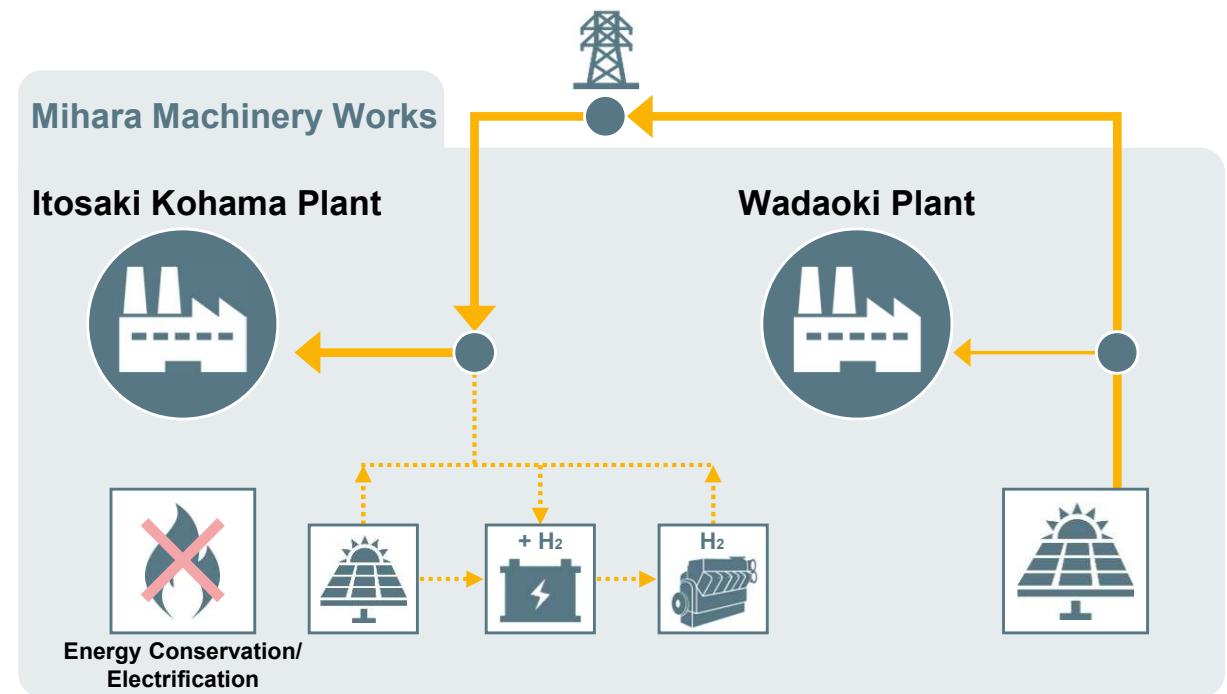 Mihara Machinery Works
Itosaki Kohama Plant
Wadaoki Plant
+ H₂
H₂
Energy Conservation/
Electrification